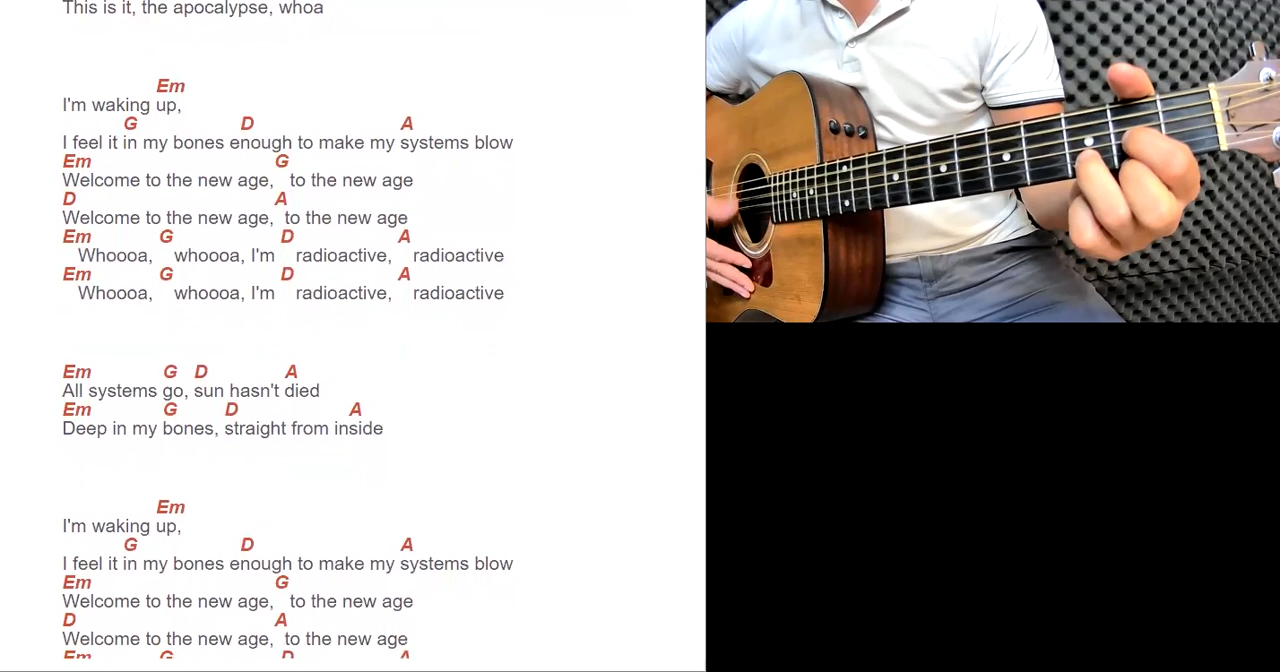 This is it, the apocalypse, whoa
Em
I'm waking up,
G D A
I feel it in my bones enough to make my systems blow
Em G
Welcome to the new age, to the new age
D A
Welcome to the new age, to the new age
Em G D A
Whoooa, whoooa, I'm radioactive, radioactive
Em G D A
Whoooa, whoooa, I'm radioactive, radioactive
Em G D A
All systems go, sun hasn't died
Em G D A
Deep in my bones, straight from inside
Em
I'm waking up,
G D A
I feel it in my bones enough to make my systems blow
Em G
Welcome to the new age, to the new age
D A
Welcome to the new age, to the new age
Em G D A